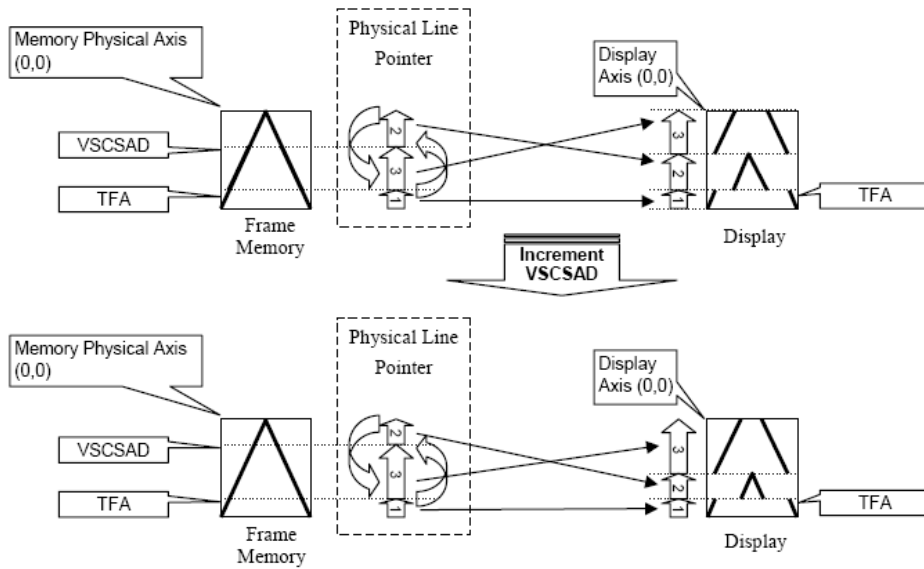 Memory Physical Axis
(0,0)
Physical Line
Pointer
Display
Axis (0,0)
VSCSAD
TFA
2
3
1
3
2
1
TFA
Frame
Memory
Display
Increment
VSCSAD
Memory Physical Axis
(0,0)
Physical Line
Pointer
Display
Axis (0,0)
VSCSAD
TFA
2
3
1
3
2
1
TFA
Frame
Memory
Display